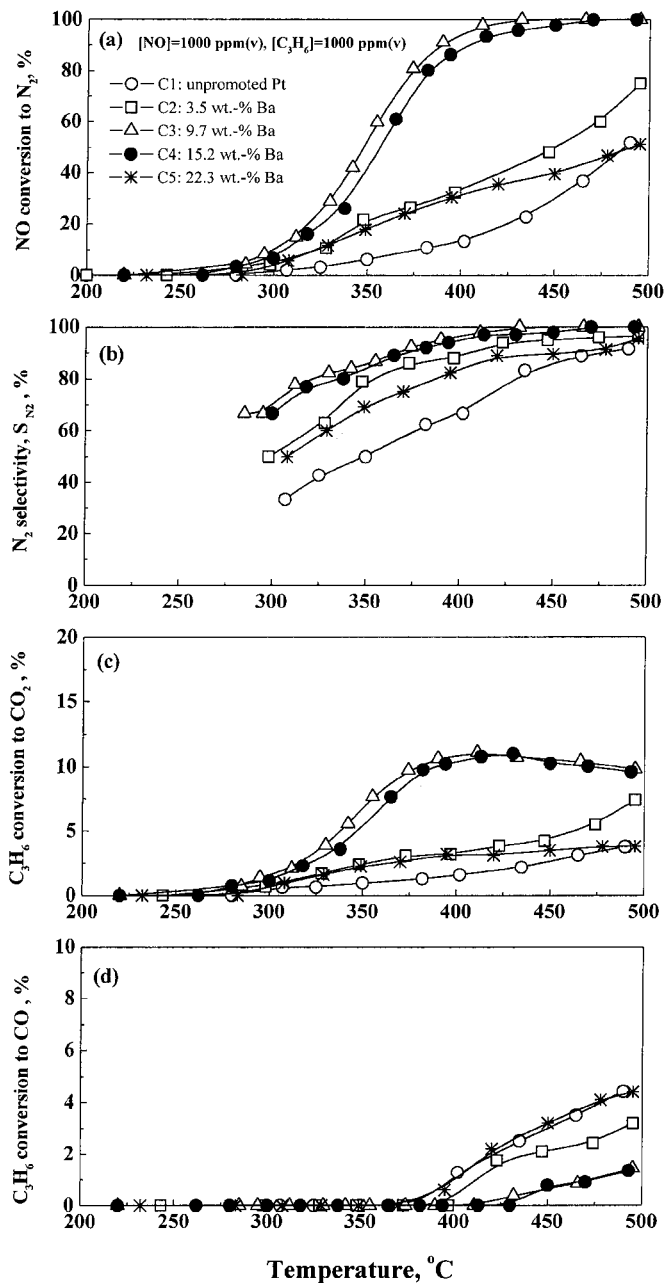 (a) [NO]=1000 ppm(v), [C₃H₆]=1000 ppm(v)
C1: unpromoted Pt
C2: 3.5 wt.-% Ba
C3: 9.7 wt.-% Ba
C4: 15.2 wt.-% Ba
C5: 22.3 wt.-% Ba
NO conversion to N₂, %
100
80
60
40
20
0
200 250 300 350 400 450 500
(b)
N₂ selectivity, S N2, %
100
80
60
40
20
0
200 250 300 350 400 450 500
(c)
C₃H₆ conversion to CO₂, %
20
15
10
5
0
200 250 300 350 400 450 500
(d)
C₃H₆ conversion to CO, %
10
8
6
4
2
0
200 250 300 350 400 450 500
Temperature, °C